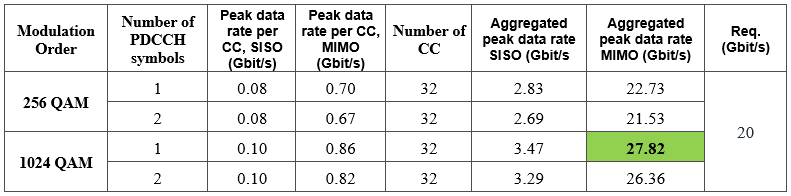 Modulation Order | Number of PDCCH symbols | Peak data rate per CC, SISO (Gbit/s) | Peak data rate per CC, MIMO (Gbit/s) | Number of CC | Aggregated peak data rate SISO (Gbit/s | Aggregated peak data rate MIMO (Gbit/s | Req. (Gbit/s)
256 QAM | 1 | 0.08 | 0.70 | 32 | 2.83 | 22.73 | 20
2 | 0.08 | 0.67 | 32 | 2.69 | 21.53
1024 QAM | 1 | 0.10 | 0.86 | 32 | 3.47 | 27.82
2 | 0.10 | 0.82 | 32 | 3.29 | 26.36